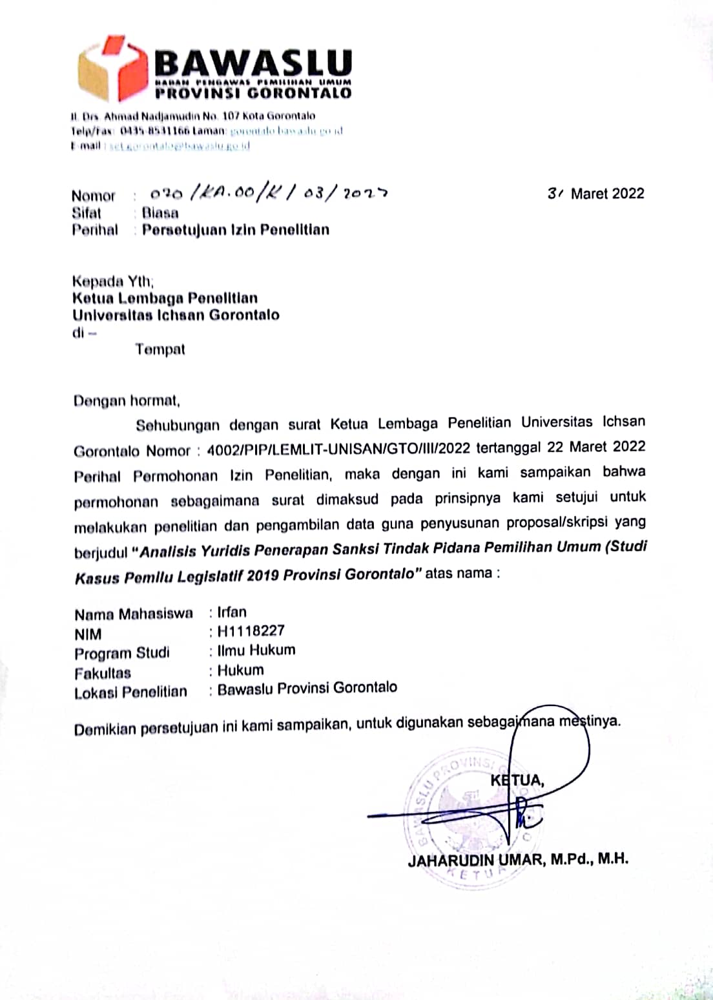 BAWASLU
BADAN PENGAWAS PEMILIHAN UMUM
PROVINSI GORONTALO
Jl. Drs. Ahmad Nadjamudin No. 107 Kota Gorontalo
Telp/Fax: 0435-8531166 Laman: gorontalo.bawaslu.go.id
E-mail : set.gorontalo@bawaslu.go.id
Nomor : 020/KA.00/K/03/2022 31 Maret 2022
Sifat : Biasa
Perihal : Persetujuan Izin Penelitian
Kepada Yth;
Ketua Lembaga Penelitian
Universitas Ichsan Gorontalo
di –
Tempat
Dengan hormat,
Sehubungan dengan surat Ketua Lembaga Penelitian Universitas Ichsan
Gorontalo Nomor : 4002/PIP/LEMLIT-UNISAN/GTO/III/2022 tertanggal 22 Maret 2022
Perihal Permohonan Izin Penelitian, maka dengan ini kami sampaikan bahwa
permohonan sebagaimana surat dimaksud pada prinsipnya kami setujui untuk
melakukan penelitian dan pengambilan data guna penyusunan proposal/skripsi yang
berjudul "Analisis Yuridis Penerapan Sanksi Tindak Pidana Pemilihan Umum (Studi
Kasus Pemilu Legislatif 2019 Provinsi Gorontalo" atas nama :
Nama Mahasiswa : Irfan
NIM : H1118227
Program Studi : Ilmu Hukum
Fakultas : Hukum
Lokasi Penelitian : Bawaslu Provinsi Gorontalo
Demikian persetujuan ini kami sampaikan, untuk digunakan sebagaimana mestinya.
KETUA,
BAWASLU PROVINSI GORONTALO
JAHARUDIN UMAR, M.Pd., M.H.
KETUA